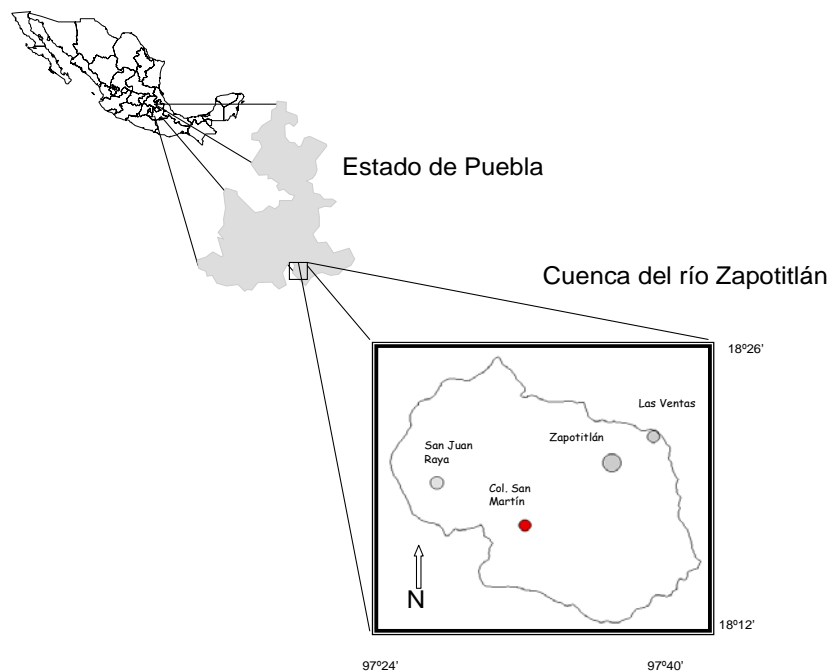 Estado de Puebla
Cuenca del río Zapotitlán
18º26'
Las Ventas
Zapotitlán
San Juan
Raya
Col. San
Martín
N
18º12'
97º24'
97º40'